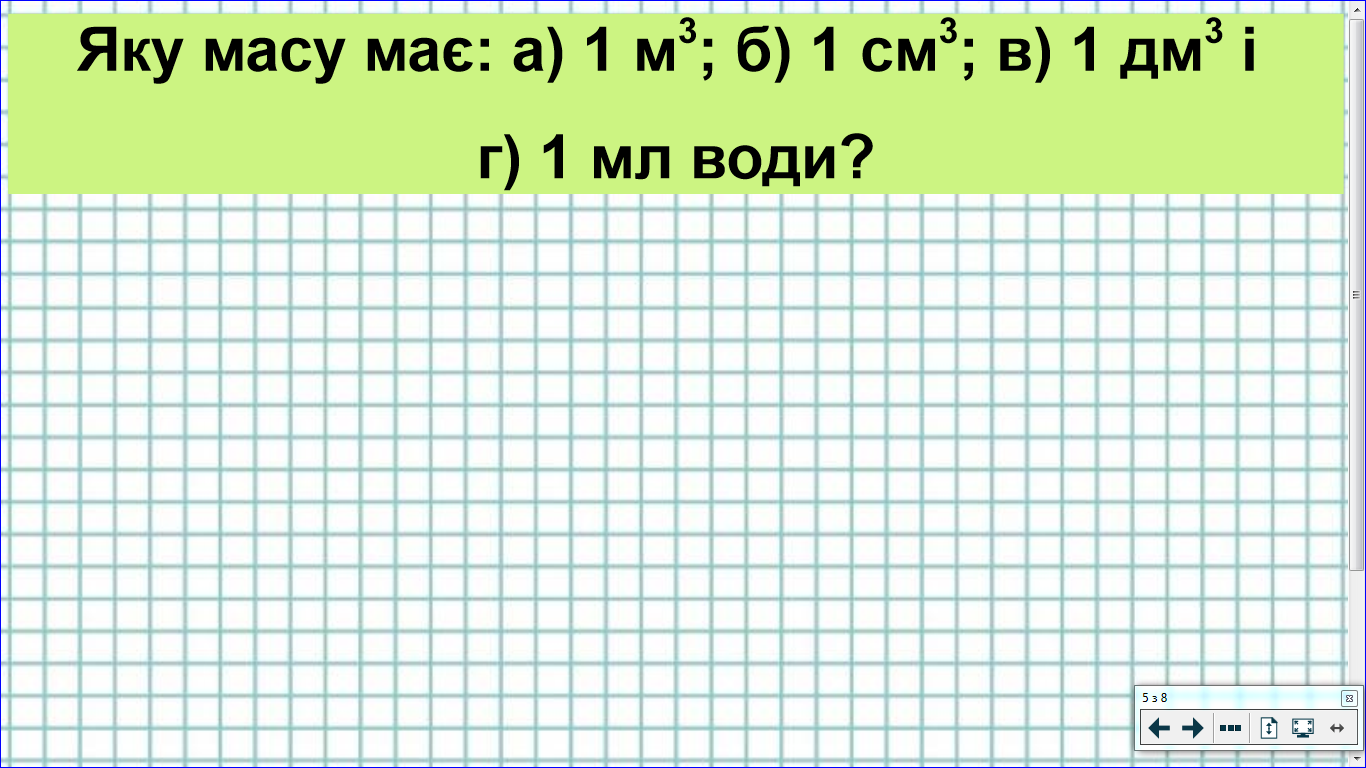 Яку масу має: а) 1 м³; б) 1 см³; в) 1 дм³ і
г) 1 мл води?
5 з 8